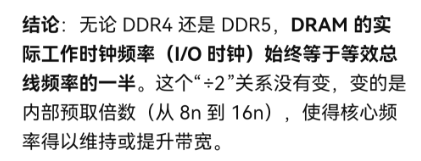 结论：无论 DDR4 还是 DDR5，DRAM 的实
际工作时钟频率（I/O 时钟）始终等于等效总
线频率的一半。这个“÷2”关系没有变，变的是
内部预取倍数（从 8n 到 16n），使得核心频
率得以维持或提升带宽。